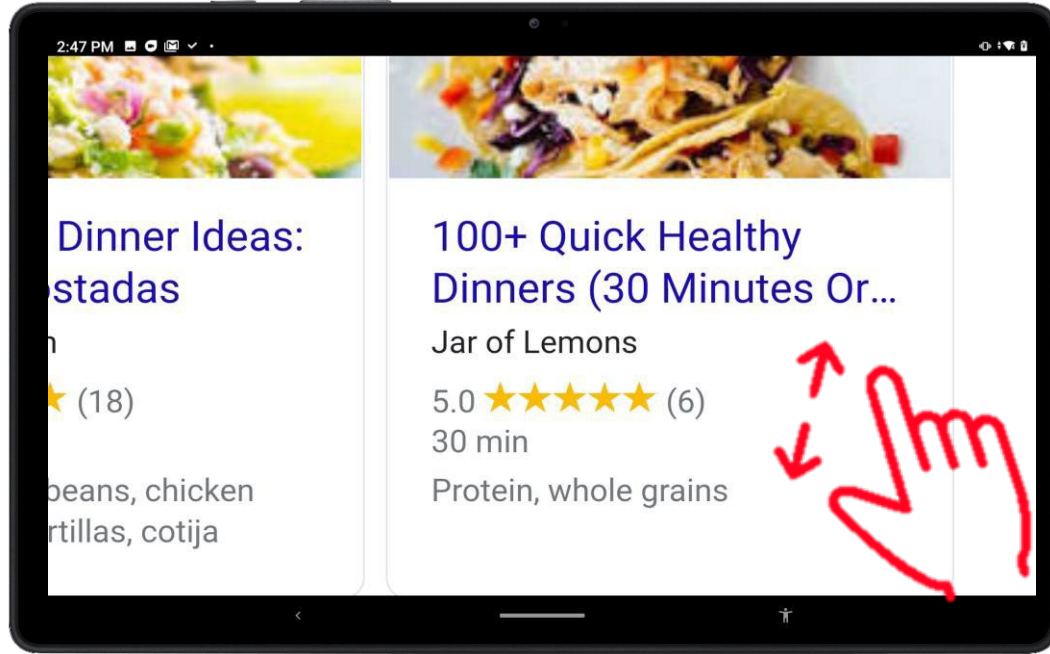 2:47 PM
Dinner Ideas:
ostadas
(18)
beans, chicken
rtillas, cotija
100+ Quick Healthy
Dinners (30 Minutes Or...
Jar of Lemons
5.0 ★★★★★ (6)
30 min
Protein, whole grains